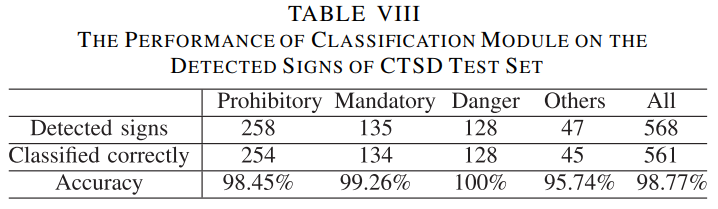 TABLE VIII
THE PERFORMANCE OF CLASSIFICATION MODULE ON THE
DETECTED SIGNS OF CTSD TEST SET
Prohibitory Mandatory Danger Others All
Detected signs 258 135 128 47 568
Classified correctly 254 134 128 45 561
Accuracy 98.45% 99.26% 100% 95.74% 98.77%